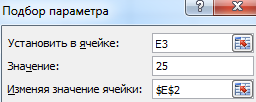 Подбор параметра
?
Установить в ячейке: E3
Значение: 25
Изменяя значение ячейки: $E$2